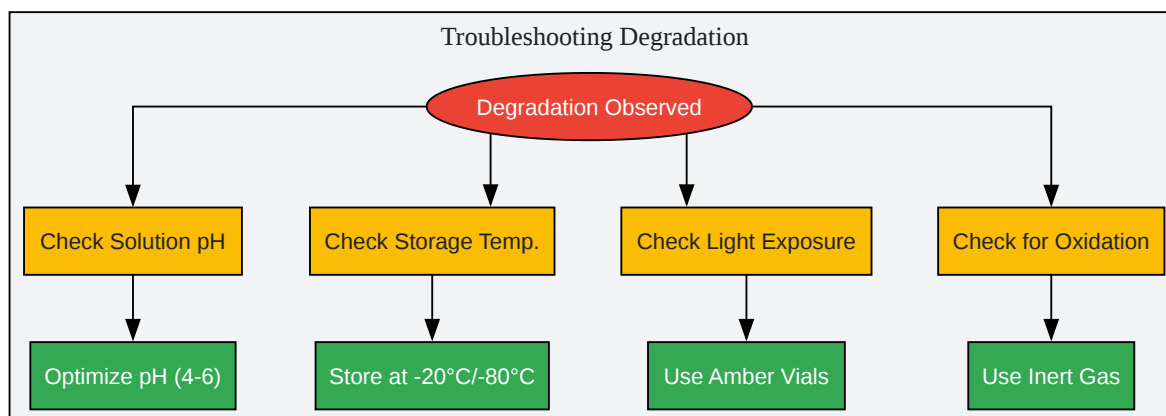 Troubleshooting Degradation
Degradation Observed
Check Solution pH
Check Storage Temp.
Check Light Exposure
Check for Oxidation
Optimize pH (4-6)
Store at -20°C/-80°C
Use Amber Vials
Use Inert Gas